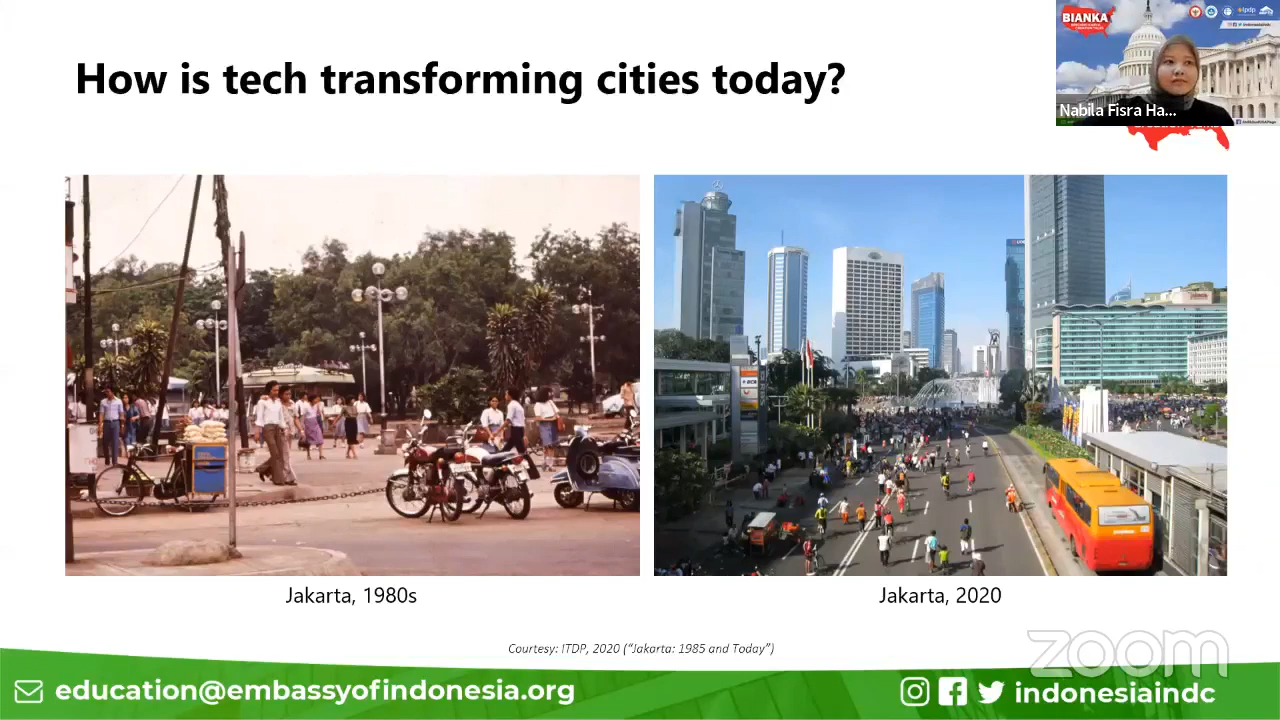 How is tech transforming cities today?
BIANKA
Nabila Fisra Ha...
Jakarta, 1980s
Jakarta, 2020
Courtesy: ITDP, 2020 ("Jakarta: 1985 and Today")
zoom
education@embassyofindonesia.org
indonesiaindc